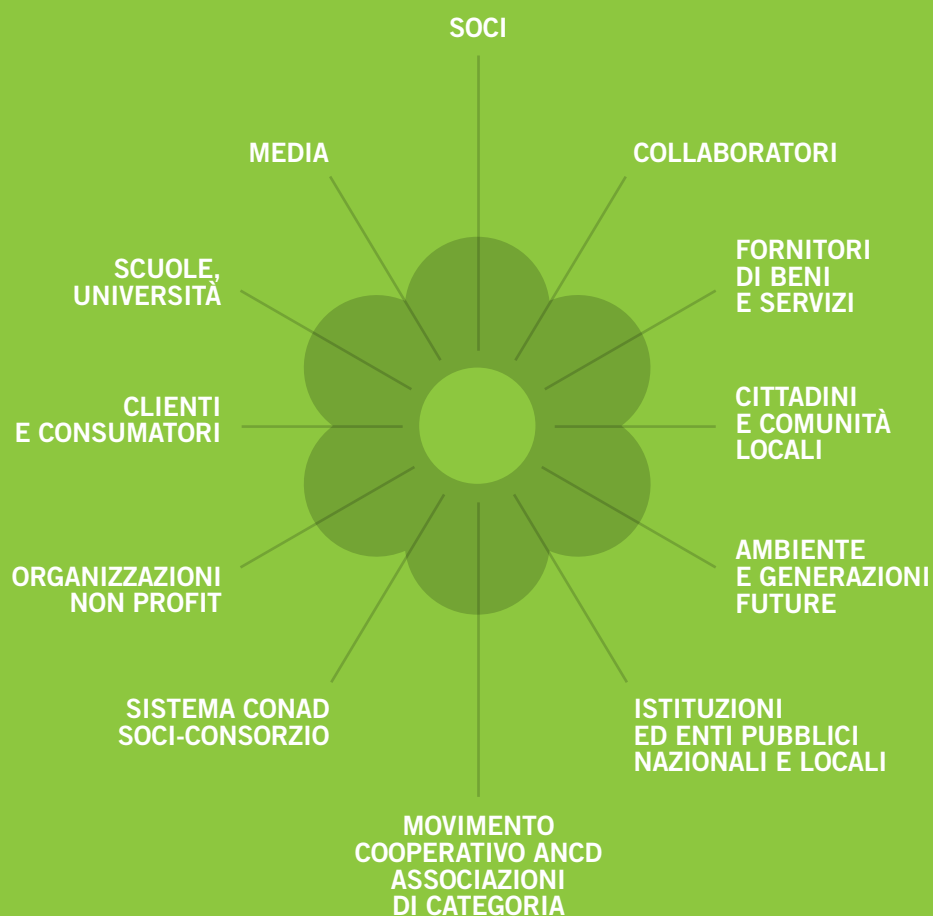 SOCI
MEDIA
COLLABORATORI
SCUOLE,
UNIVERSITÀ
FORNITORI
DI BENI
E SERVIZI
CLIENTI
E CONSUMATORI
CITTADINI
E COMUNITÀ
LOCALI
ORGANIZZAZIONI
NON PROFIT
AMBIENTE
E GENERAZIONI
FUTURE
SISTEMA CONAD
SOCI-CONSORZIO
ISTITUZIONI
ED ENTI PUBBLICI
NAZIONALI E LOCALI
MOVIMENTO
COOPERATIVO ANCD
ASSOCIAZIONI
DI CATEGORIA